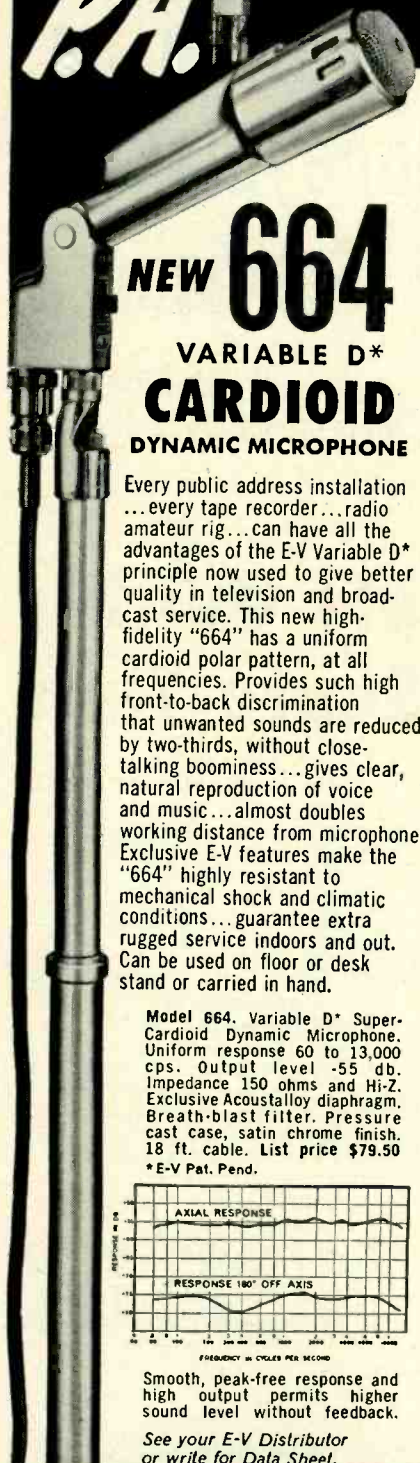 P.A.
NEW 664
VARIABLE D*
CARDIOID
DYNAMIC MICROPHONE
Every public address installation
...every tape recorder...radio
amateur rig...can have all the
advantages of the E-V Variable D*
principle now used to give better
quality in television and broad-
cast service. This new high-
fidelity "664" has a uniform
cardioid polar pattern, at all
frequencies. Provides such high
front-to-back discrimination
that unwanted sounds are reduced
by two-thirds, without close-
talking boominess...gives clear,
natural reproduction of voice
and music...almost doubles
working distance from microphone
Exclusive E-V features make the
"664" highly resistant to
mechanical shock and climatic
conditions...guarantee extra
rugged service indoors and out.
Can be used on floor or desk
stand or carried in hand.
Model 664. Variable D* Super-
Cardioid Dynamic Microphone.
Uniform response 60 to 13,000
cps. Output level -55 db.
Impedance 150 ohms and Hi-Z.
Exclusive Acoustalloy diaphragm.
Breath-blast filter. Pressure
cast case, satin chrome finish.
18 ft. cable. List price $79.50
*E-V Pat. Pend.
AXIAL RESPONSE
RESPONSE IN DB
RESPONSE 180° OFF AXIS
FREQUENCY IN CYCLES PER SECOND
Smooth, peak-free response and
high output permits higher
sound level without feedback.
See your E-V Distributor
or write for Data Sheet.